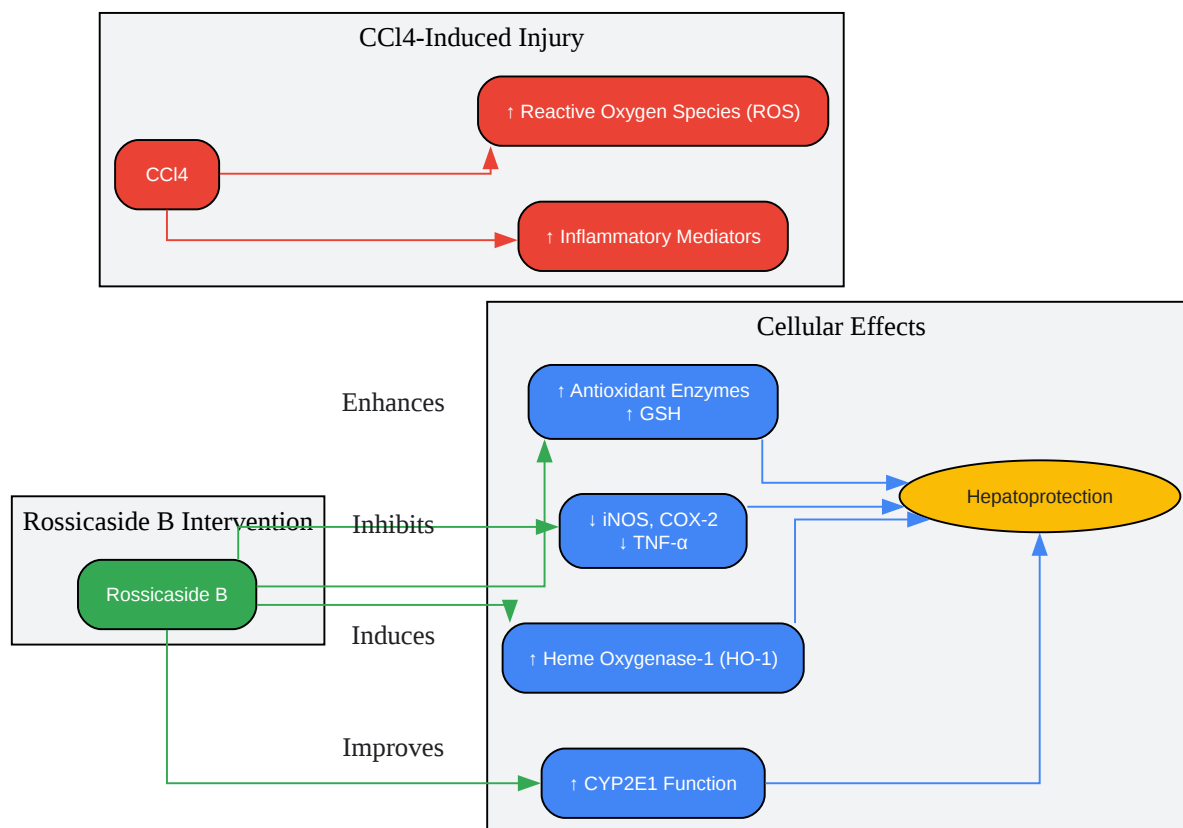 CCl4-Induced Injury
↑ Reactive Oxygen Species (ROS)
CCl4
↑ Inflammatory Mediators
Cellular Effects
Enhances
↑ Antioxidant Enzymes
↑ GSH
Hepatoprotection
Rossicaside B Intervention
Inhibits
↓ iNOS, COX-2
↓ TNF-α
Rossicaside B
Induces
↑ Heme Oxygenase-1 (HO-1)
Improves
↑ CYP2E1 Function